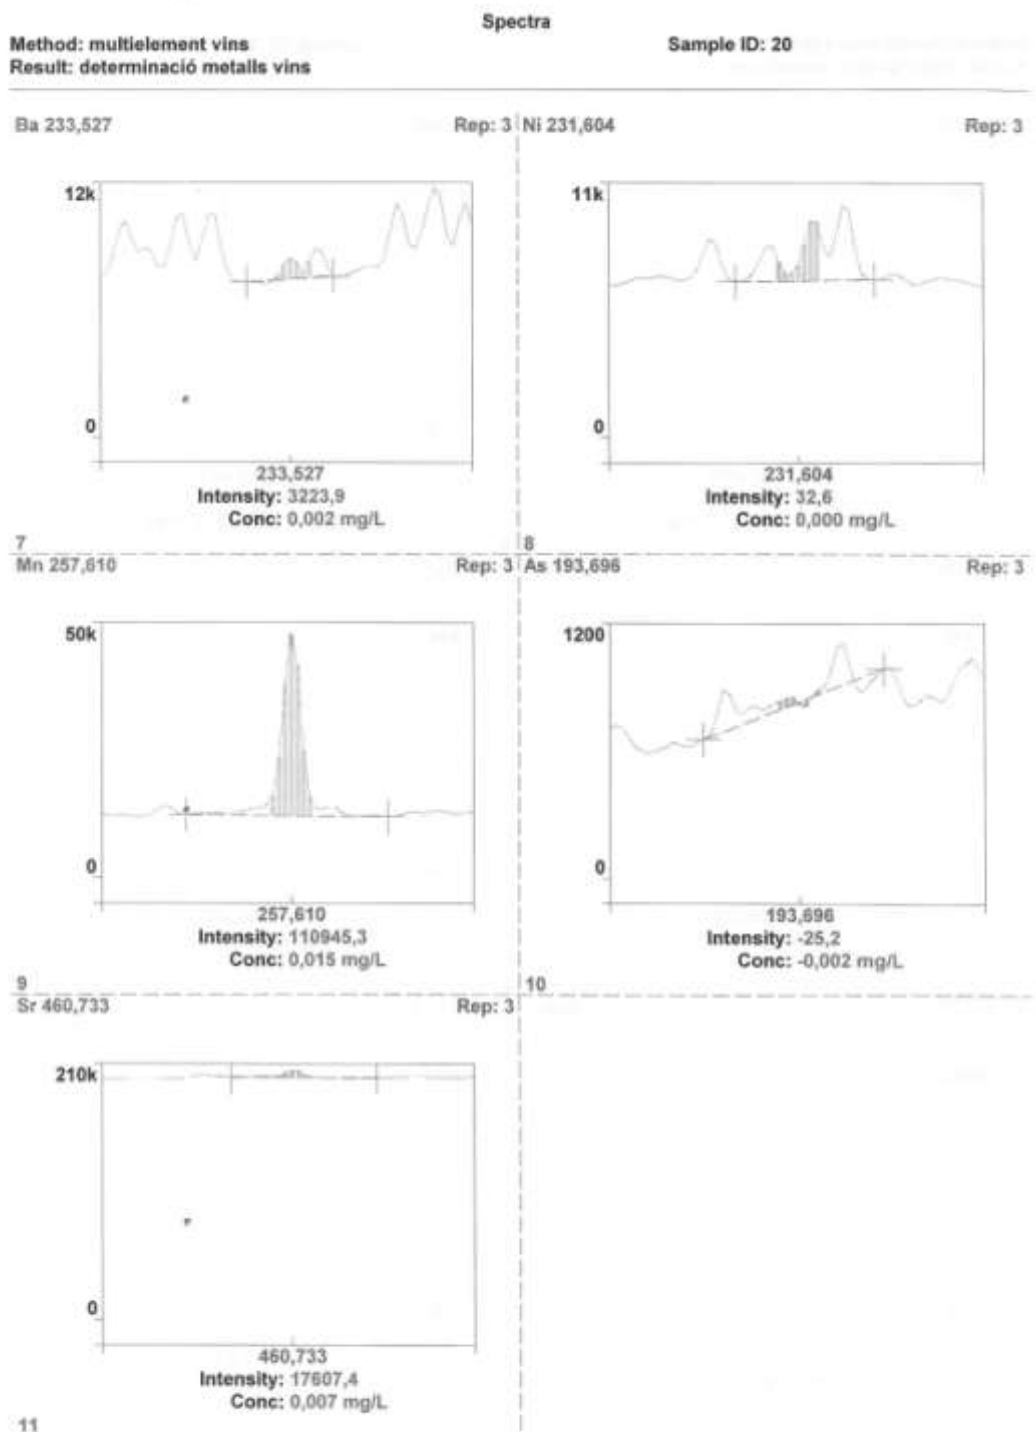 Spectra
Method: multielement vins
Sample ID: 20
Result: determinació metalls vins
Ba 233,527
Rep: 3
12k
0
233,527
Intensity: 3223,9
Conc: 0,002 mg/L
7
Ni 231,604
Rep: 3
11k
0
231,604
Intensity: 32,6
Conc: 0,000 mg/L
8
Mn 257,610
Rep: 3
50k
0
257,610
Intensity: 110945,3
Conc: 0,015 mg/L
9
As 193,696
Rep: 3
1200
0
193,696
Intensity: -25,2
Conc: -0,002 mg/L
10
Sr 460,733
Rep: 3
210k
0
460,733
Intensity: 17607,4
Conc: 0,007 mg/L
11